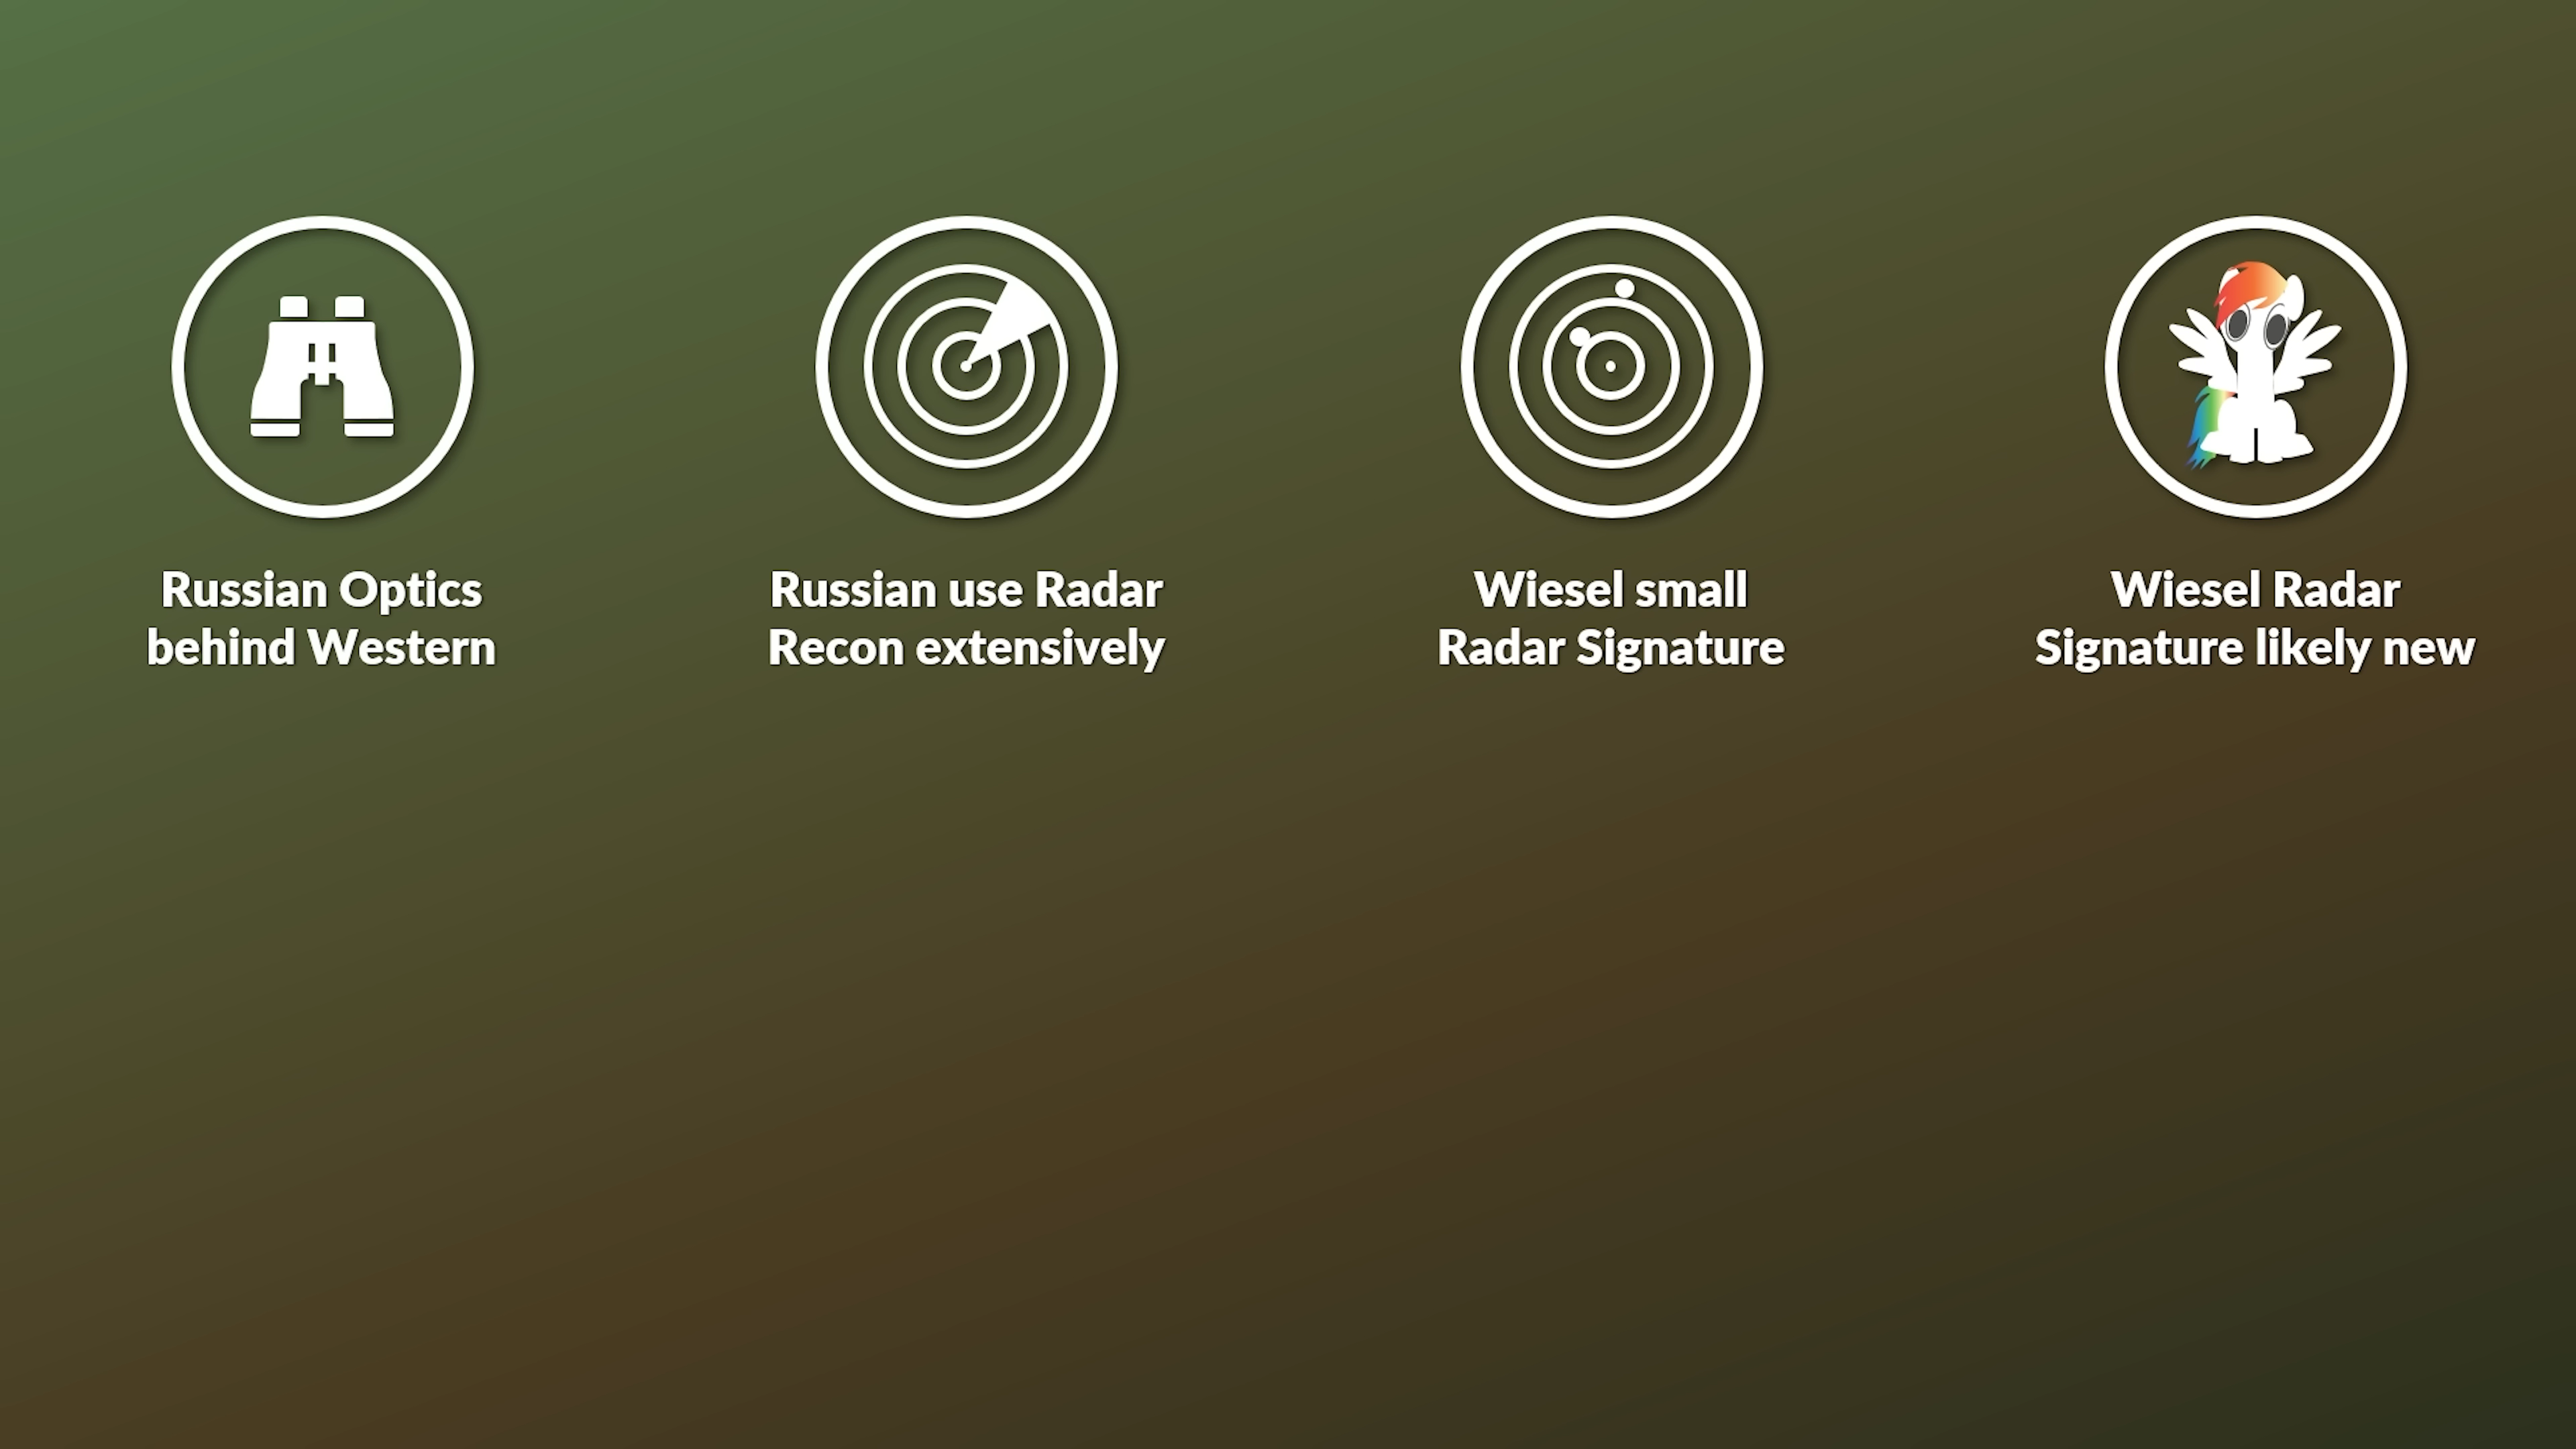 Russian Optics
behind Western
Russian use Radar
Recon extensively
Wiesel small
Radar Signature
Wiesel Radar
Signature likely new